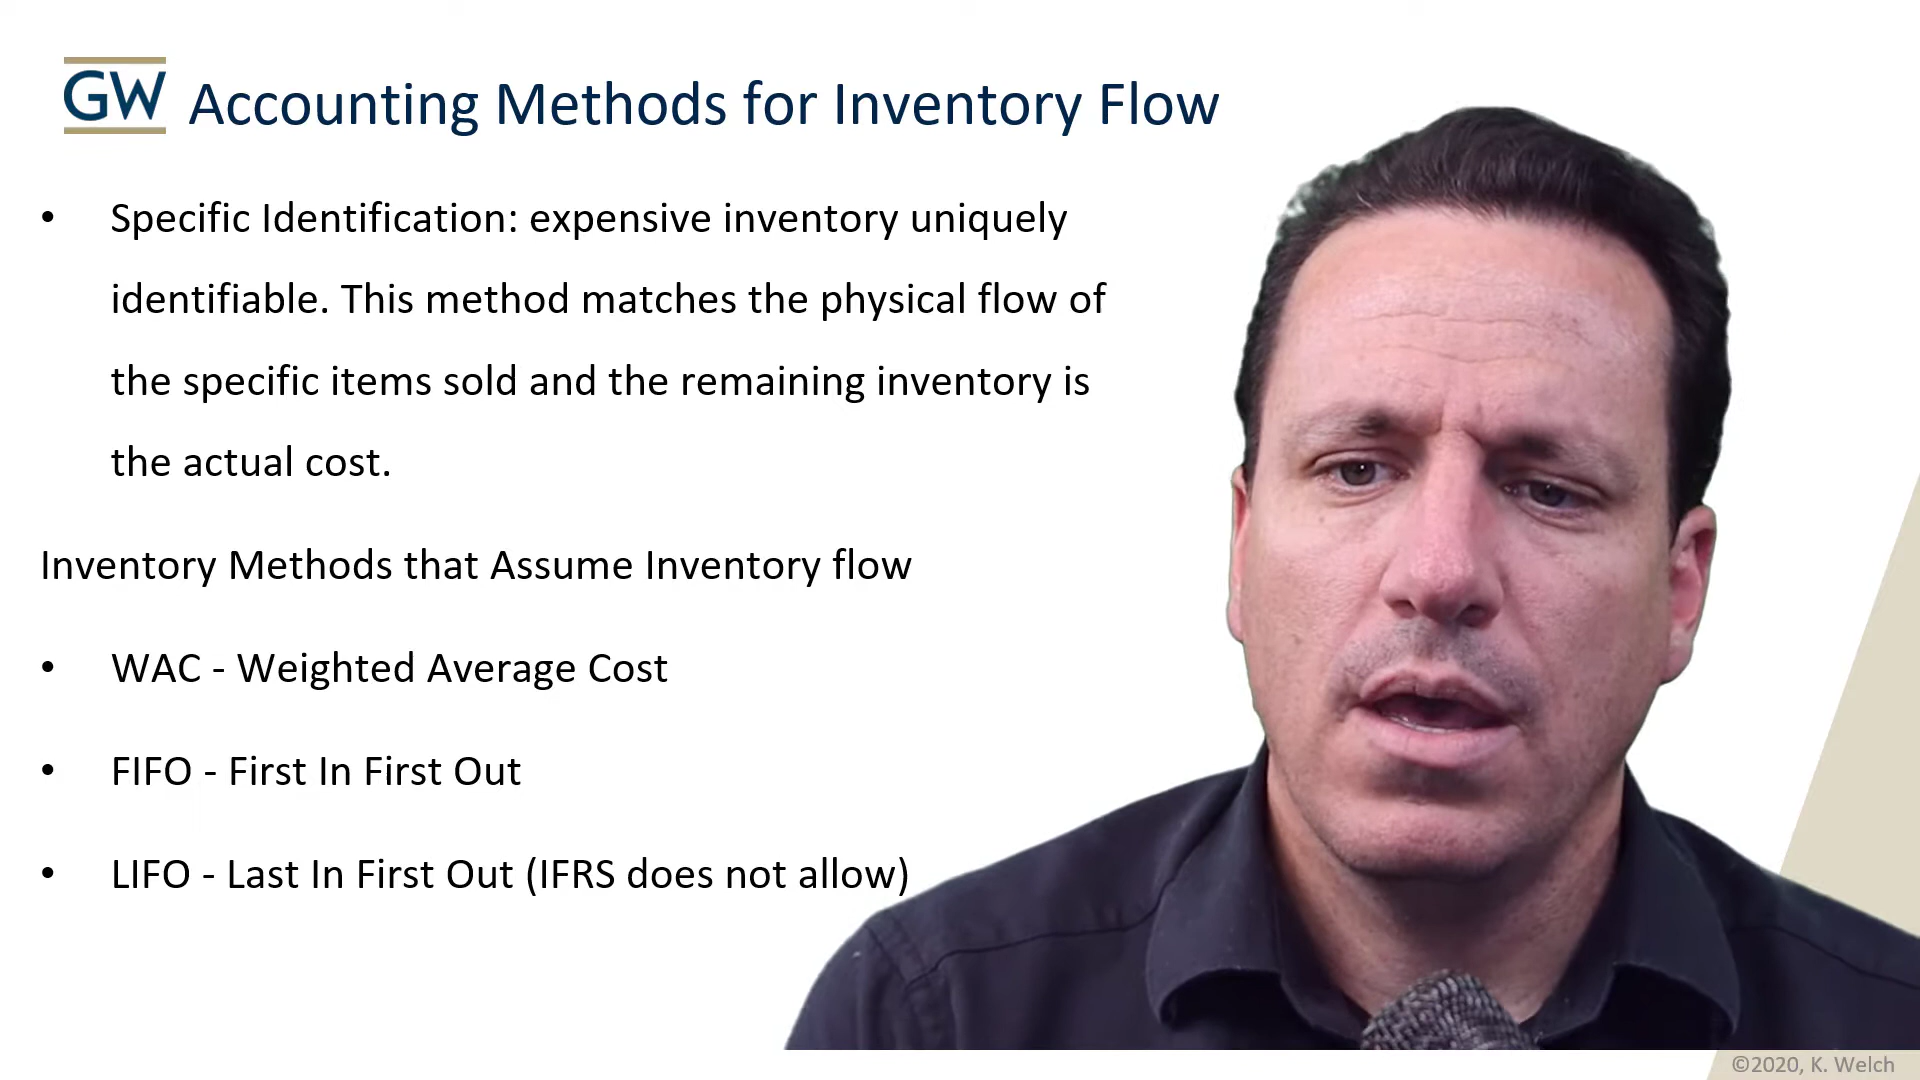 GW Accounting Methods for Inventory Flow
• Specific Identification: expensive inventory uniquely
identifiable. This method matches the physical flow of
the specific items sold and the remaining inventory is
the actual cost.
Inventory Methods that Assume Inventory flow
• WAC - Weighted Average Cost
• FIFO - First In First Out
• LIFO - Last In First Out (IFRS does not allow)
©2020, K. Welch